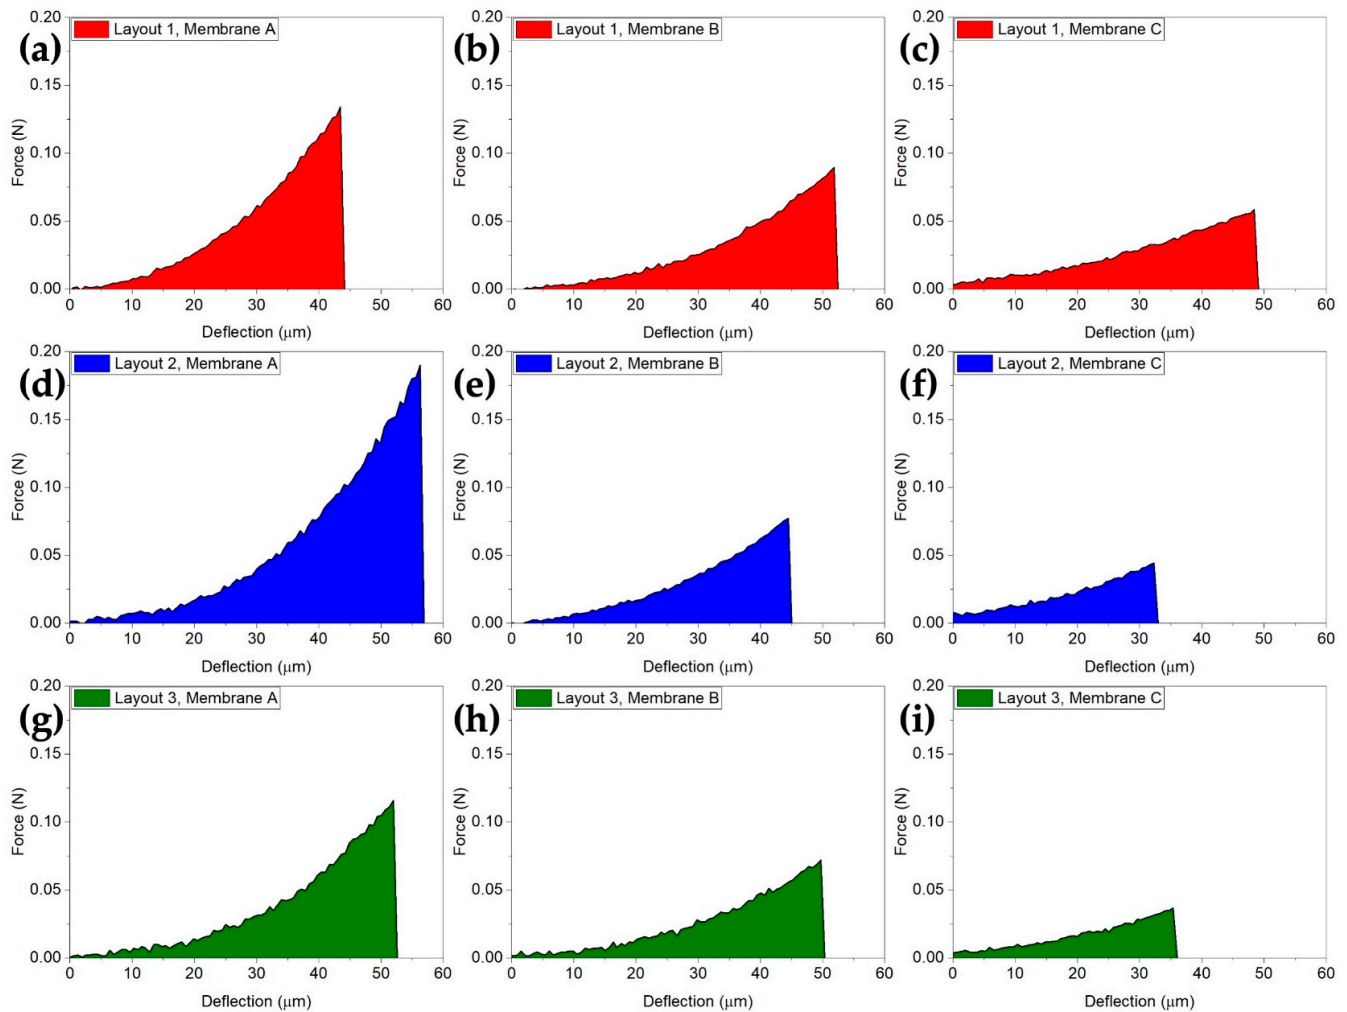 0.20
Layout 1, Membrane A
(a)
0.15
Force (N)
0.10
0.05
0.00
0 10 20 30 40 50 60
Deflection (μm)
0.20
Layout 1, Membrane B
(b)
0.15
Force (N)
0.10
0.05
0.00
0 10 20 30 40 50 60
Deflection (μm)
0.20
Layout 1, Membrane C
(c)
0.15
Force (N)
0.10
0.05
0.00
0 10 20 30 40 50 60
Deflection (μm)
0.20
Layout 2, Membrane A
(d)
0.15
Force (N)
0.10
0.05
0.00
0 10 20 30 40 50 60
Deflection (μm)
0.20
Layout 2, Membrane B
(e)
0.15
Force (N)
0.10
0.05
0.00
0 10 20 30 40 50 60
Deflection (μm)
0.20
Layout 2, Membrane C
(f)
0.15
Force (N)
0.10
0.05
0.00
0 10 20 30 40 50 60
Deflection (μm)
0.20
Layout 3, Membrane A
(g)
0.15
Force (N)
0.10
0.05
0.00
0 10 20 30 40 50 60
Deflection (μm)
0.20
Layout 3, Membrane B
(h)
0.15
Force (N)
0.10
0.05
0.00
0 10 20 30 40 50 60
Deflection (μm)
0.20
Layout 3, Membrane C
(i)
0.15
Force (N)
0.10
0.05
0.00
0 10 20 30 40 50 60
Deflection (μm)